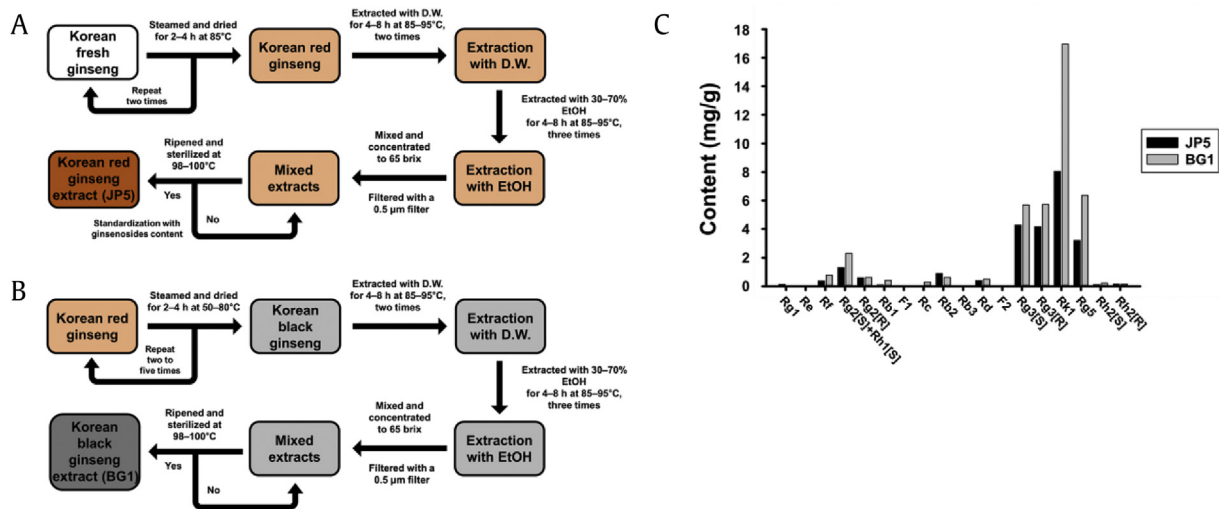 A
Korean
fresh
ginseng
Steamed and dried
for 2–4 h at 85°C
Repeat
two times
Korean red
ginseng
Extracted with D.W.
for 4–8 h at 85–95°C,
two times
Extraction
with D.W.
Extracted with 30–70%
EtOH
for 4–8 h at 85–95°C,
three times
Extraction
with EtOH
Mixed and
concentrated
to 65 brix
Filtered with a
0.5 µm filter
Mixed
extracts
Ripened and
sterilized at
98–100°C
Yes
No
Standardization with
ginsenosides content
Korean red
ginseng
extract (JP5)
B
Korean red
ginseng
Steamed and dried
for 2–4 h at 50–80°C
Repeat
two to
five times
Korean
black
ginseng
Extracted with D.W.
for 4–8 h at 85–95°C,
two times
Extraction
with D.W.
Extracted with 30–70%
EtOH
for 4–8 h at 85–95°C,
three times
Extraction
with EtOH
Mixed and
concentrated
to 65 brix
Filtered with a
0.5 µm filter
Mixed
extracts
Ripened and
sterilized at
98–100°C
Yes
No
Korean
black
ginseng
extract (BG1)
C
Content (mg/g)
18
16
14
12
10
8
6
4
2
0
Rg1
Re
Rf
Rg2[S]+Rh1[S]
Rg2[R]
Rb1
F1
Rc
Rb2
Rb3
Rd
F2
Rg3[S]
Rg3[R]
Rk1
Rg5
Rh2[S]
Rh2[R]
JP5
BG1